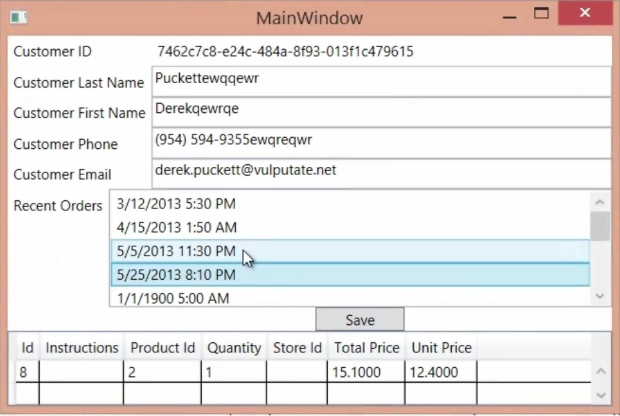 MainWindow
Customer ID 7462c7c8-e24c-484a-8f93-013f1c479615
Customer Last Name Puckettewqqewr
Customer First Name Derekqewrqe
Customer Phone (954) 594-9355ewqreqwr
Customer Email derek.puckett@vulputate.net
Recent Orders 3/12/2013 5:30 PM
4/15/2013 1:50 AM
5/5/2013 11:30 PM
5/25/2013 8:10 PM
1/1/1900 5:00 AM
Save
Id Instructions Product Id Quantity Store Id Total Price Unit Price
8 2 1 15.1000 12.4000